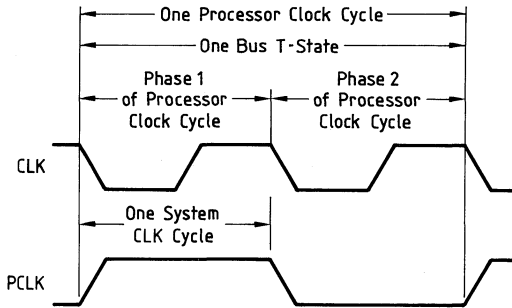 One Processor Clock Cycle
One Bus T-State
Phase 1
of Processor
Clock Cycle
Phase 2
of Processor
Clock Cycle
CLK
One System
CLK Cycle
PCLK